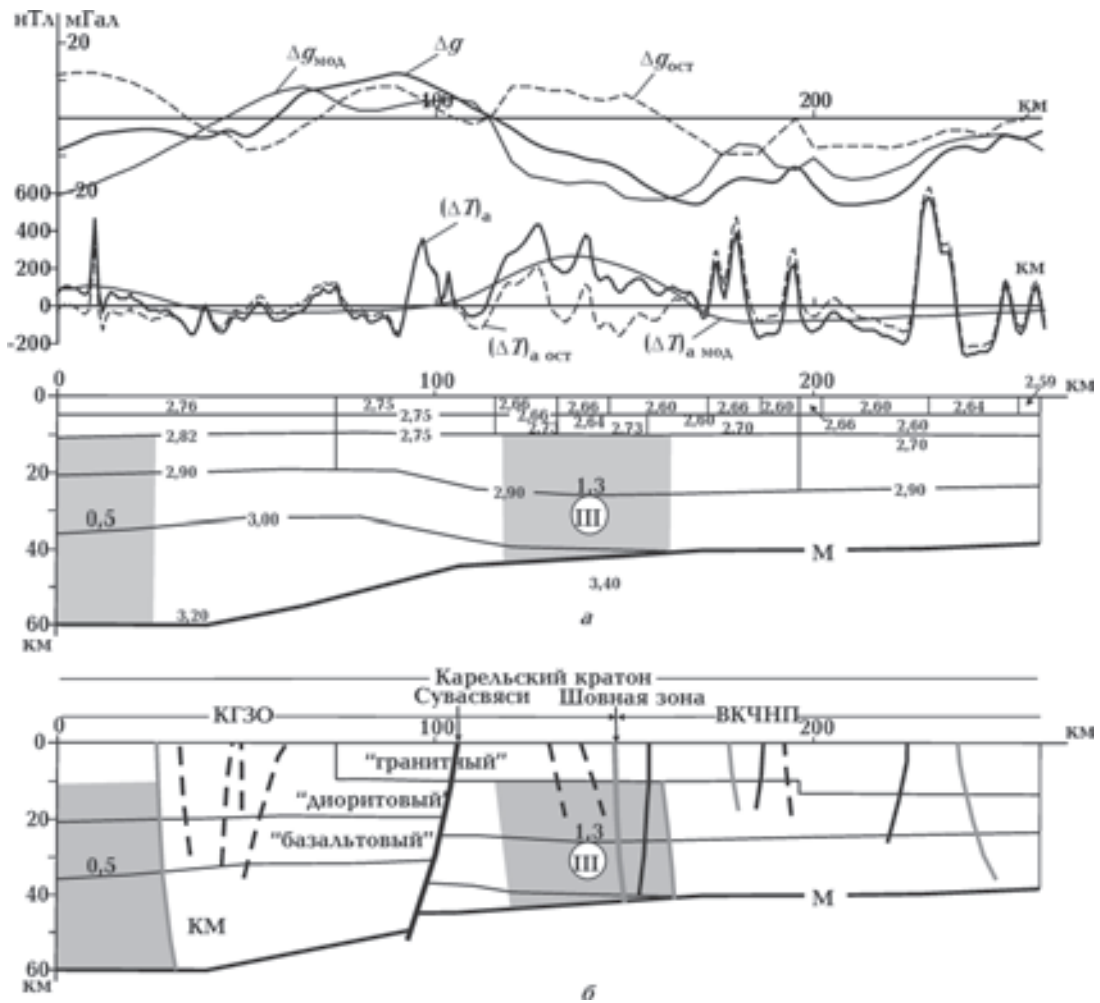 нТл мГал
20
Δgмод
Δg
Δgост
100
200
км
600
-20
400
(ΔT)a
200
км
0
-200
(ΔT)a ост
(ΔT)a мод
0 100 200 2,59 км
0
2,76 2,75 2,66 2,66 2,60 2,66 2,60 2,60 2,64
2,75 2,66 2,64 2,60 2,66 2,60
2,82 2,75 2,73 2,73 2,70 2,70
20
2,90 2,90 1,3 2,90
0,5 3,00 III
40
М
3,40
3,20
60
км
а
Карельский кратон
Сувасвяси Шовная зона
0 КГЗО 100 ВКЧНП 200 км
0
"гранитный"
"диоритовый"
20
"базальтовый" 1,3
0,5 III
40
М
КМ
60
км
б